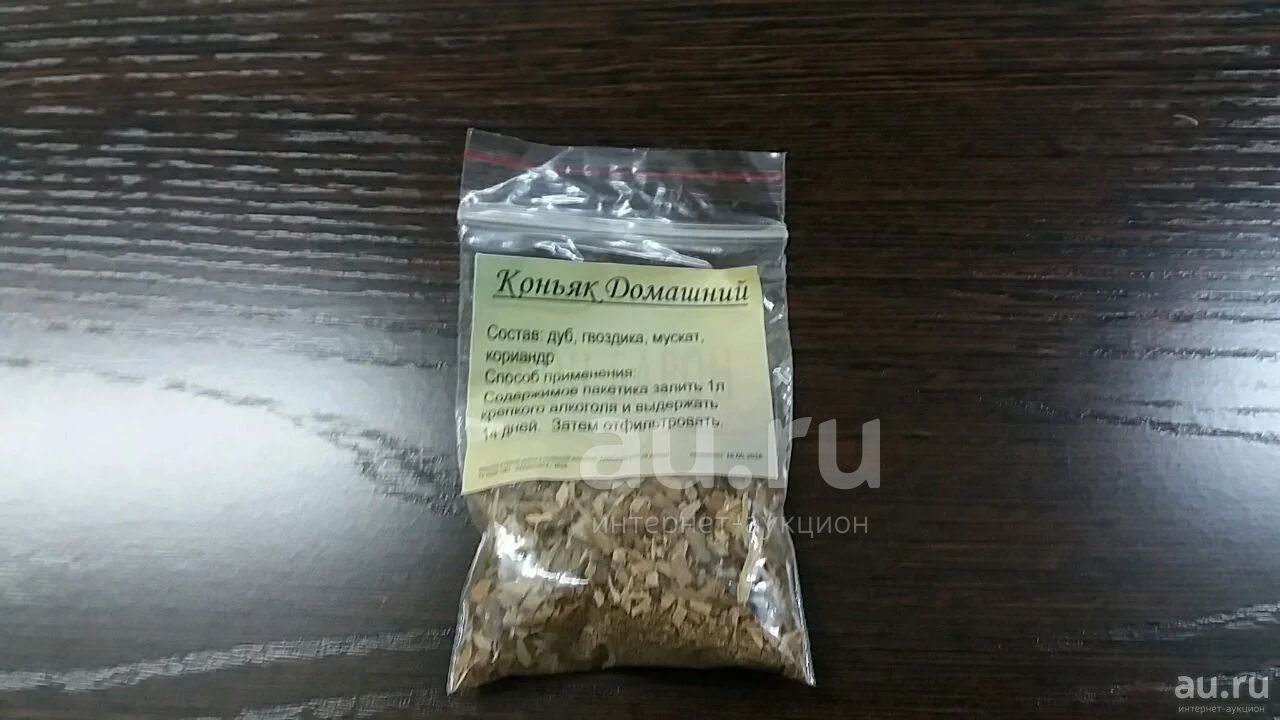 Коньяк Домашний
Состав: дуб, гвоздика, мускат,
кориандр
Способ применения:
Содержимое пакетика залить 1л
крепкого алкоголя и выдержать
14 дней. Затем отфильтровать.
au.ru
интернет-аукцион
au.ru
интернет-аукцион